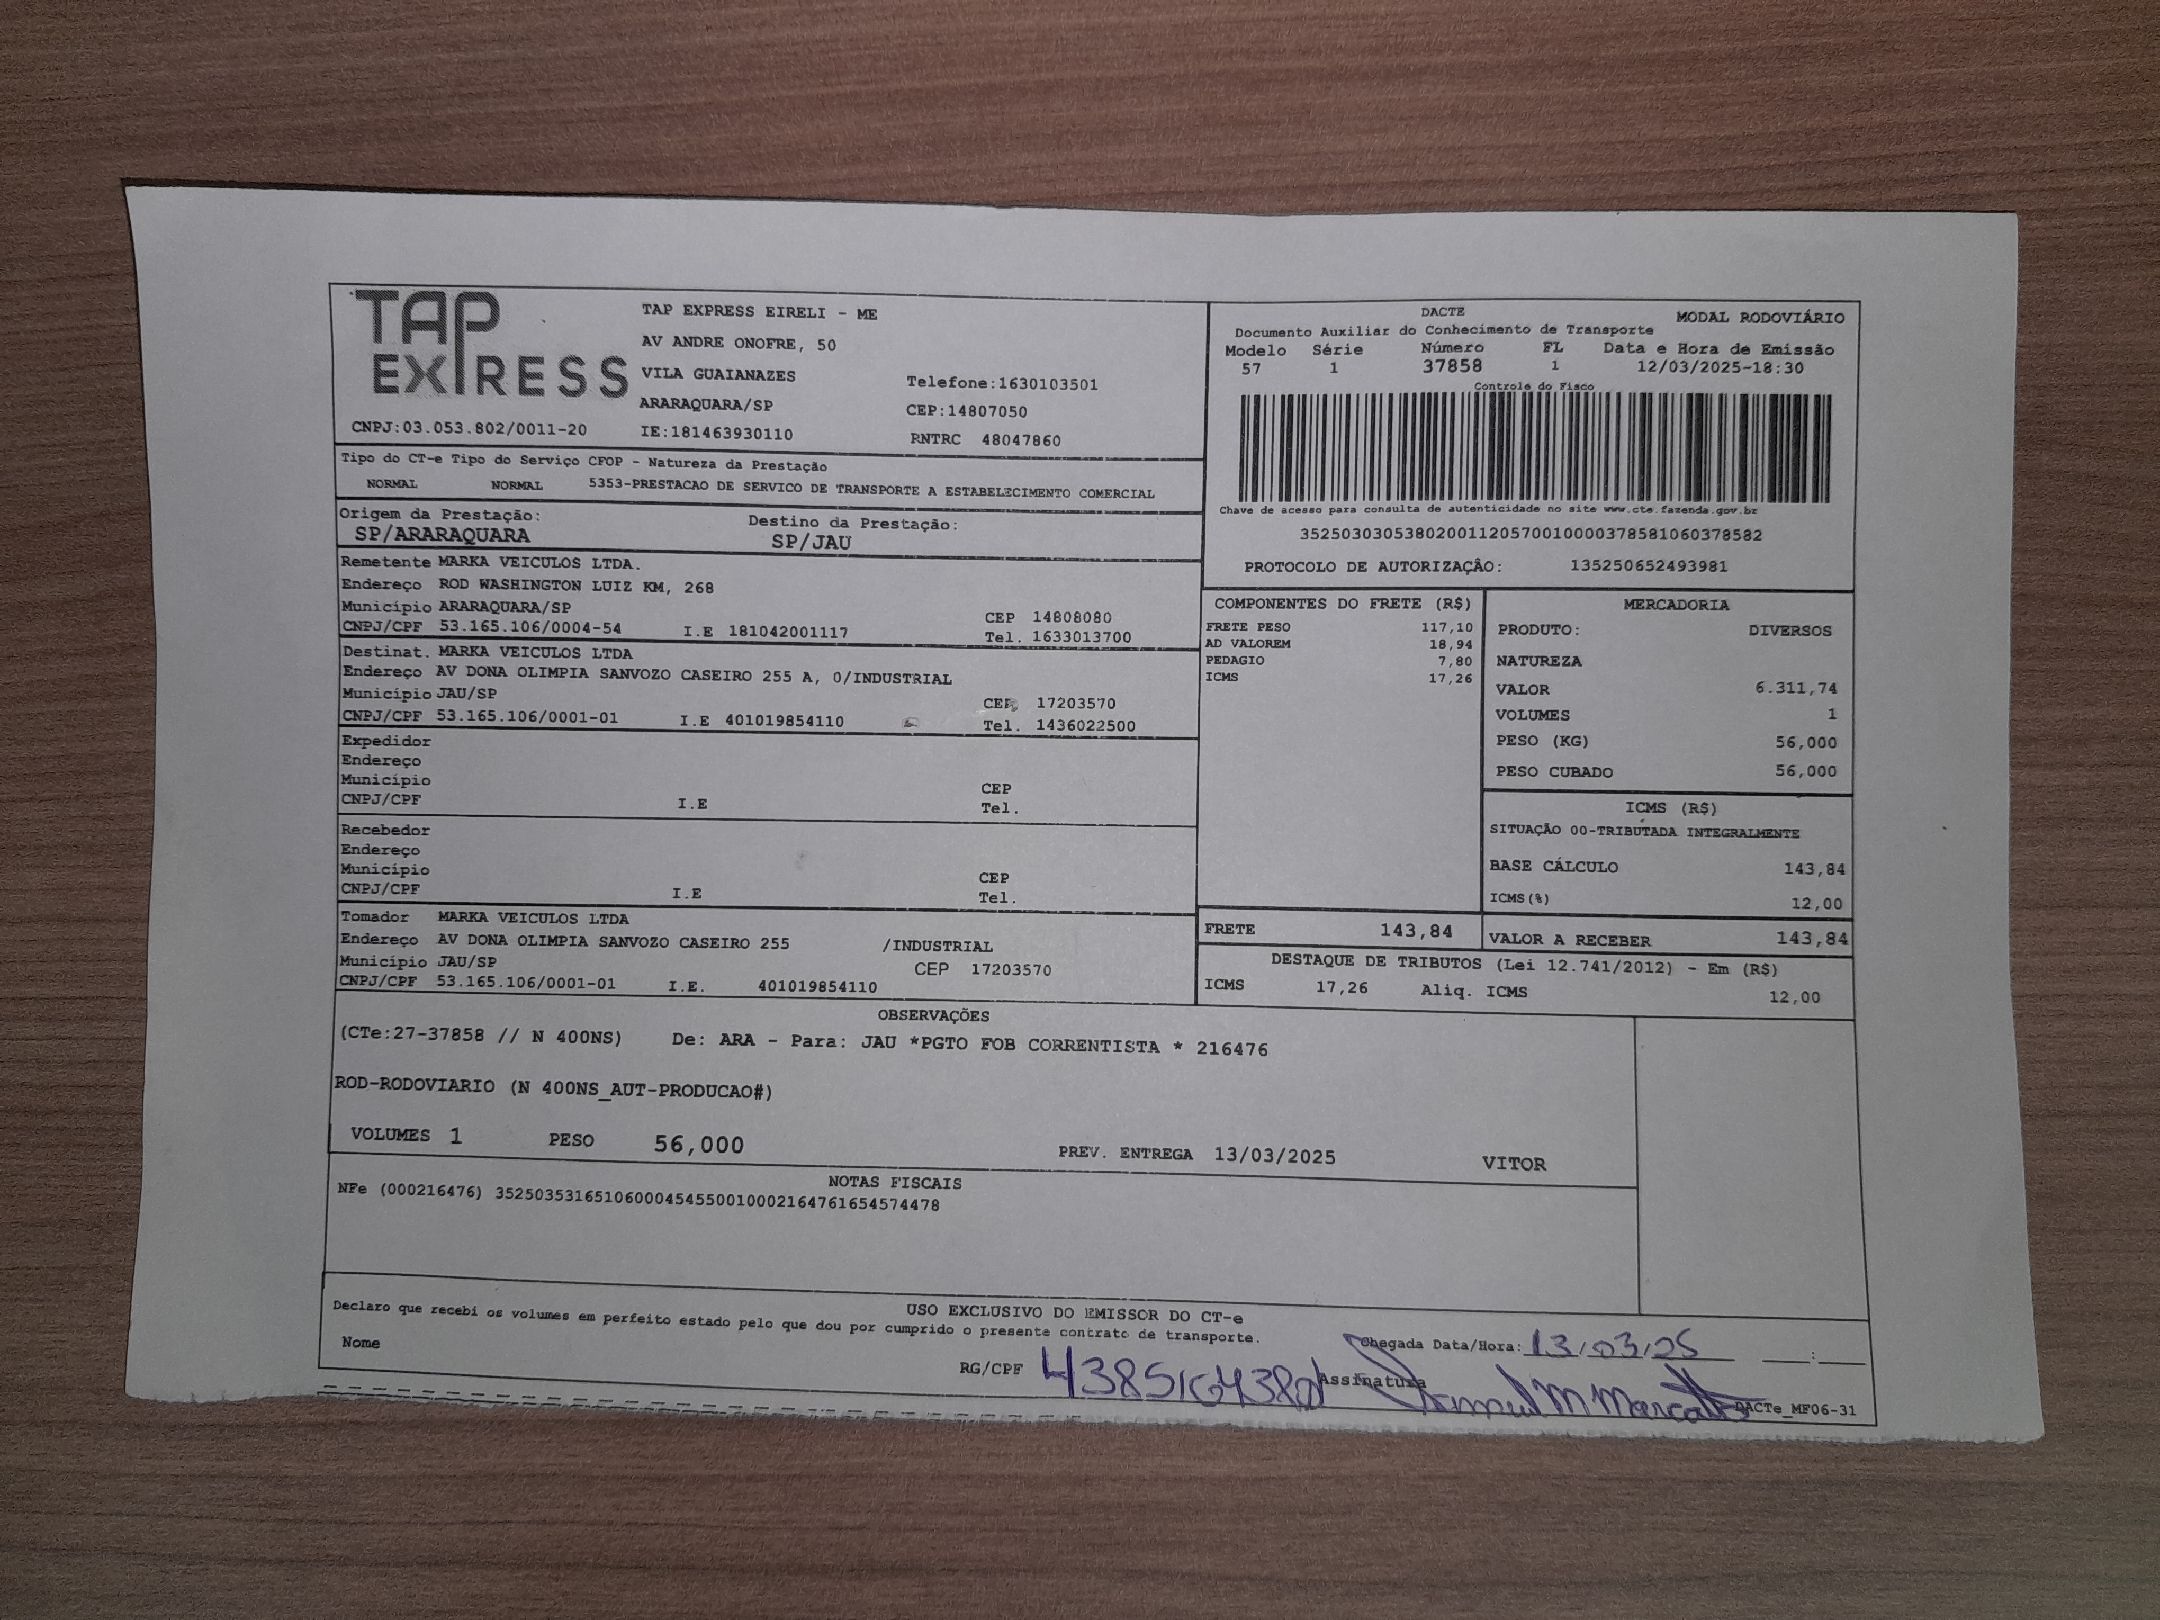 TAP EXPRESS
TAP EXPRESS EIRELI - ME
AV ANDRE ONOFRE, 50
VILA GUAIANAZES
Telefone:1630103501
ARARAQUARA/SP
CEP:14807050
CNPJ:03.053.802/0011-20
IE:181463930110
RNTRC 48047860
DACTE
MODAL RODOVIÁRIO
Documento Auxiliar do Conhecimento de Transporte
Modelo Série Número FL Data e Hora de Emissão
57 1 37858 1 12/03/2025-18:30
Controle do Fisco
Chave de acesso para consulta de autenticidade no site www.cte.fazenda.gov.br
35250303053802001120570010000378581060378582
PROTOCOLO DE AUTORIZAÇÂO: 135250652493981
Tipo do CT-e Tipo do Serviço CFOP - Natureza da Prestação
NORMAL NORMAL 5353-PRESTACAO DE SERVICO DE TRANSPORTE A ESTABELECIMENTO COMERCIAL
Origem da Prestação: Destino da Prestação:
SP/ARARAQUARA SP/JAU
Remetente MARKA VEICULOS LTDA.
Endereço ROD WASHINGTON LUIZ KM, 268
Município ARARAQUARA/SP CEP 14808080
CNPJ/CPF 53.165.106/0004-54 I.E 181042001117 Tel. 1633013700
Destinat. MARKA VEICULOS LTDA
Endereço AV DONA OLIMPIA SANVOZO CASEIRO 255 A, 0/INDUSTRIAL
Município JAU/SP CEP 17203570
CNPJ/CPF 53.165.106/0001-01 I.E 401019854110 Tel. 1436022500
Expedidor
Endereço
Município CEP
CNPJ/CPF I.E Tel.
Recebedor
Endereço
Município CEP
CNPJ/CPF I.E Tel.
Tomador MARKA VEICULOS LTDA
Endereço AV DONA OLIMPIA SANVOZO CASEIRO 255 /INDUSTRIAL
Município JAU/SP CEP 17203570
CNPJ/CPF 53.165.106/0001-01 I.E. 401019854110
COMPONENTES DO FRETE (R$)
FRETE PESO 117,10
AD VALOREM 18,94
PEDAGIO 7,80
ICMS 17,26
FRETE 143,84
MERCADORIA
PRODUTO: DIVERSOS
NATUREZA
VALOR 6.311,74
VOLUMES 1
PESO (KG) 56,000
PESO CUBADO 56,000
ICMS (R$)
SITUAÇÃO 00-TRIBUTADA INTEGRALMENTE
BASE CÁLCULO 143,84
ICMS(%) 12,00
VALOR A RECEBER 143,84
DESTAQUE DE TRIBUTOS (Lei 12.741/2012) - Em (R$)
ICMS 17,26 Aliq. ICMS 12,00
OBSERVAÇÕES
(CTe:27-37858 // N 400NS) De: ARA - Para: JAU *PGTO FOB CORRENTISTA * 216476
ROD-RODOVIARIO (N 400NS_AUT-PRODUCAO#)
VOLUMES 1 PESO 56,000 PREV. ENTREGA 13/03/2025 VITOR
NOTAS FISCAIS
NFe (000216476) 35250353165106000454550010002164761654574478
USO EXCLUSIVO DO EMISSOR DO CT-e
Declaro que recebi os volumes em perfeito estado pelo que dou por cumprido o presente contrato de transporte.
Chegada Data/Hora: 13/03/25 :
Nome
RG/CPF
Assinatura
DACTe_MF06-31